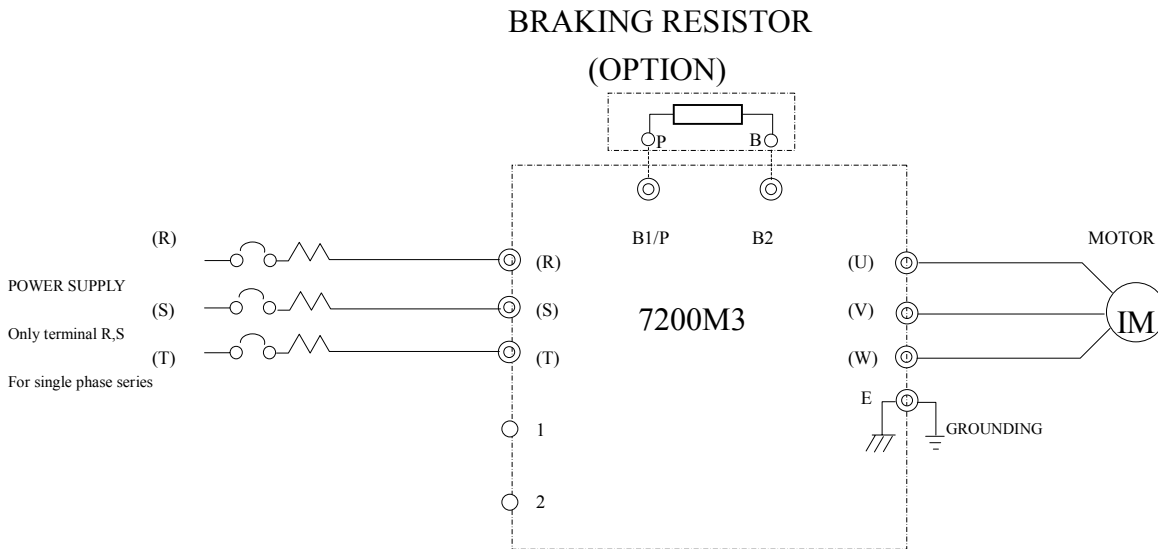 BRAKING RESISTOR
(OPTION)
P
B
B1/P
B2
(R)
(R)
(U)
MOTOR
POWER SUPPLY
(S)
(S)
7200M3
(V)
IM
Only terminal R,S
(T)
(T)
(W)
For single phase series
E
GROUNDING
1
2